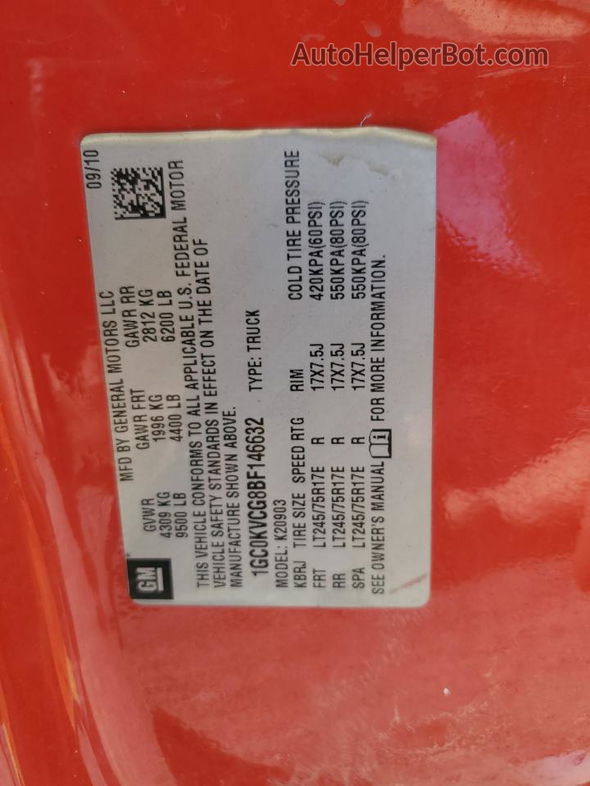 AutoHelperBot.com
MFD BY GENERAL MOTORS LLC 09/10
GVWR GAWR FRT GAWR RR
4309 KG 1996 KG 2812 KG
9500 LB 4400 LB 6200 LB
GM
THIS VEHICLE CONFORMS TO ALL APPLICABLE U.S. FEDERAL MOTOR
VEHICLE SAFETY STANDARDS IN EFFECT ON THE DATE OF
MANUFACTURE SHOWN ABOVE.
1GC0KVCG8BF146632 TYPE: TRUCK
MODEL: K20903
KBRJ TIRE SIZE SPEED RTG RIM COLD TIRE PRESSURE
FRT LT245/75R17E R 17X7.5J 420KPA(60PSI)
RR LT245/75R17E R 17X7.5J 550KPA(80PSI)
SPA LT245/75R17E R 17X7.5J 550KPA(80PSI)
SEE OWNER'S MANUAL FOR MORE INFORMATION.